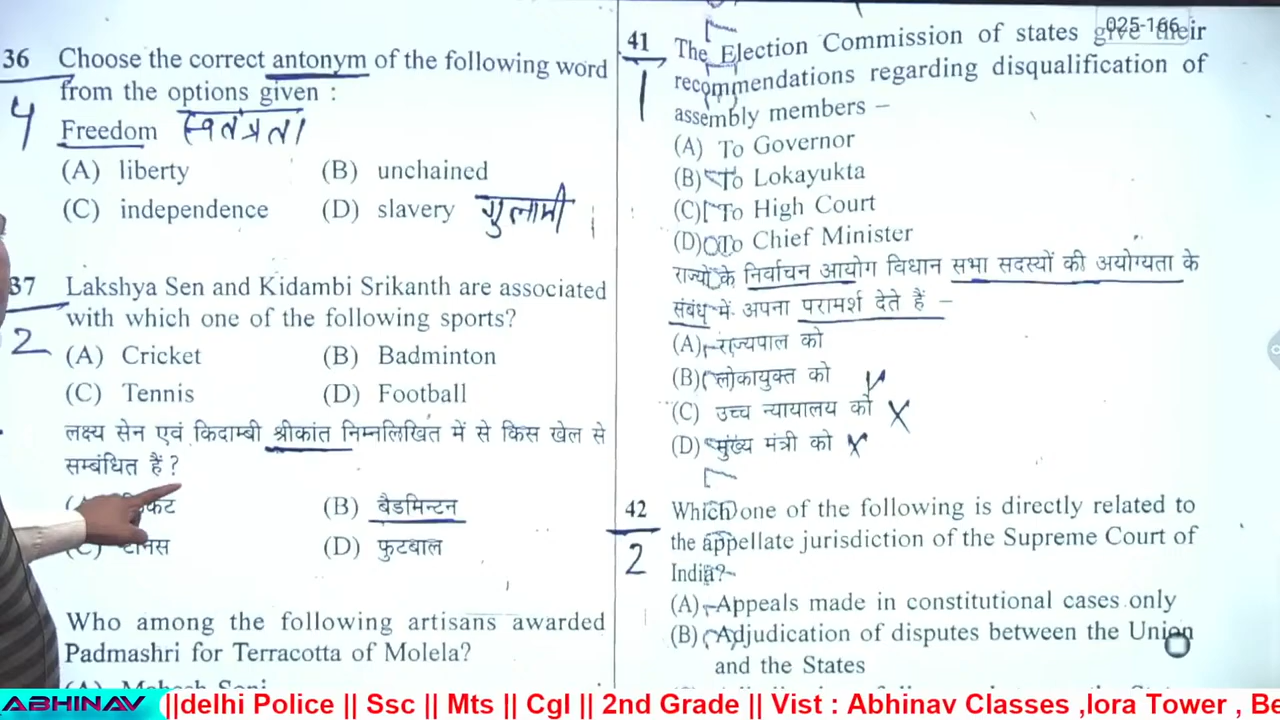 36 Choose the correct antonym of the following word
from the options given :
4
Freedom स्वतंत्रता
(A) liberty (B) unchained
(C) independence (D) slavery गुलामी
37 Lakshya Sen and Kidambi Srikanth are associated
with which one of the following sports?
2
(A) Cricket (B) Badminton
(C) Tennis (D) Football
लक्ष्य सेन एवं किदाम्बी श्रीकांत निम्नलिखित में से किस खेल से
सम्बंधित हैं ?
(B) बैडमिन्टन
(D) फुटबाल
Who among the following artisans awarded
Padmashri for Terracotta of Molela?
025-166
41 The Election Commission of states give their
recommendations regarding disqualification of
1
assembly members –
(A) To Governor
(B) To Lokayukta
(C) To High Court
(D) To Chief Minister
राज्यों के निर्वाचन आयोग विधान सभा सदस्यों की अयोग्यता के
संबंध में अपना परामर्श देते हैं –
(A) राज्यपाल को
(B) लोकायुक्त को
(C) उच्च न्यायालय को
(D) मुख्य मंत्री को
42 Which one of the following is directly related to
the appellate jurisdiction of the Supreme Court of
2
India?
(A) Appeals made in constitutional cases only
(B) Adjudication of disputes between the Union
and the States
ABHINAV ||delhi Police || Ssc || Mts || Cgl || 2nd Grade || Vist : Abhinav Classes ,lora Tower , Be